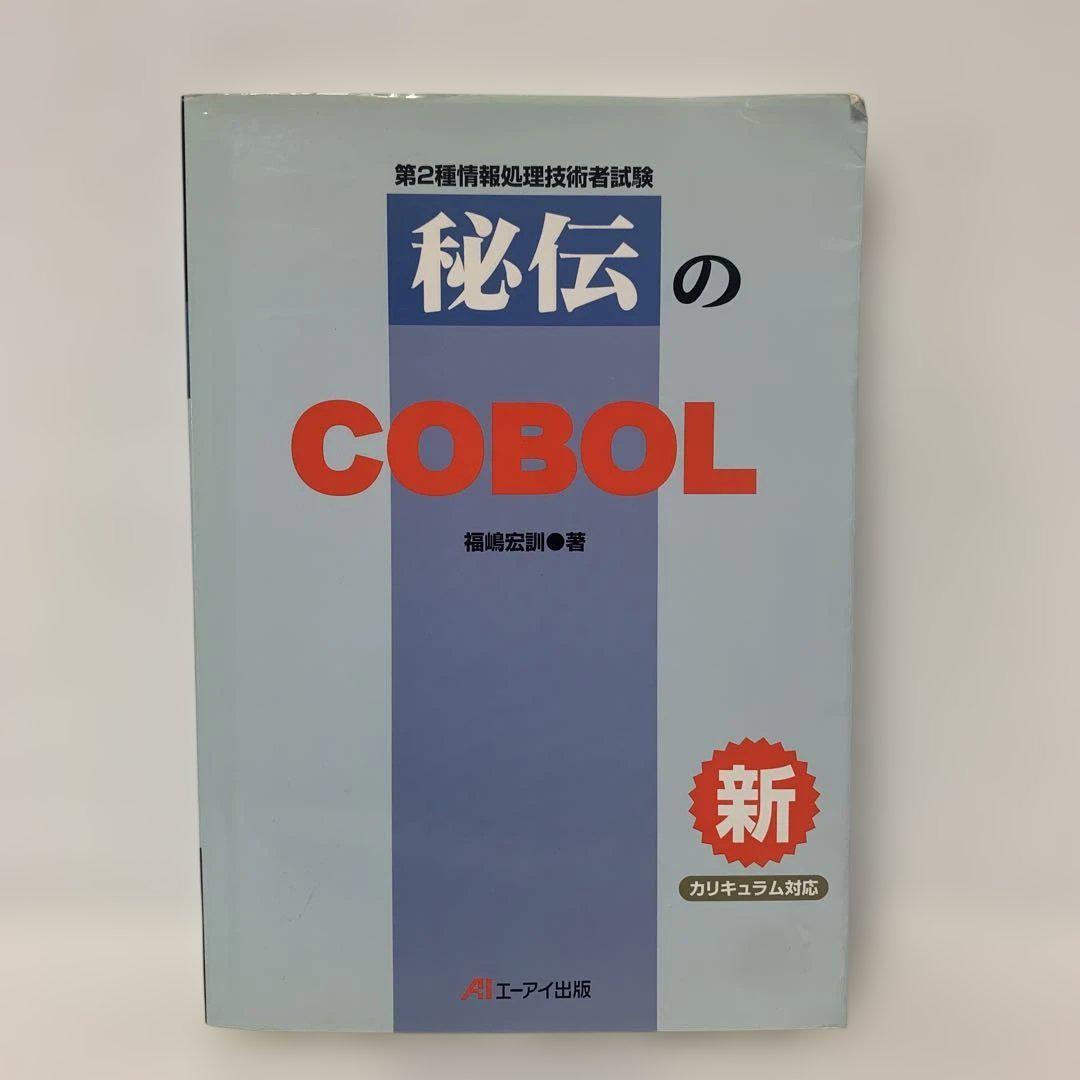 第2種情報処理技術者試験
秘伝の
COBOL
福嶋宏訓●著
新
カリキュラム対応
AIエーアイ出版